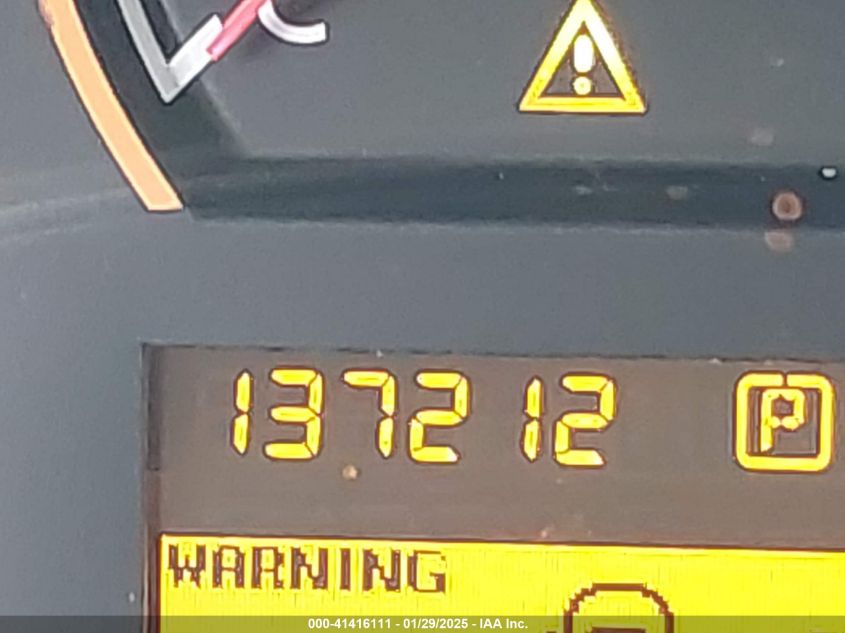 C
137212 P
WARNING
000-41416111 - 01/29/2025 - IAA Inc.